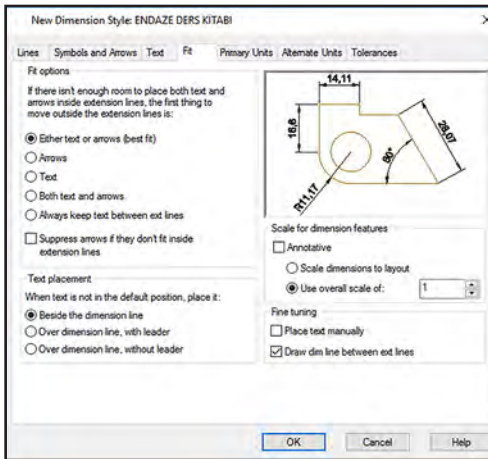 New Dimension Style: ENDAZE DERS KİTABI
Lines Symbols and Arrows Text Fit Primary Units Alternate Units Tolerances
Fit options
If there isn't enough room to place both text and
arrows inside extension lines, the first thing to
move outside the extension lines is:
Either text or arrows (best fit)
Arrows
Text
Both text and arrows
Always keep text between ext lines
Suppress arrows if they don't fit inside
extension lines
Text placement
When text is not in the default position, place it:
Beside the dimension line
Over dimension line, with leader
Over dimension line, without leader
14,11
16,6
28,07
60°
R11,17
Scale for dimension features
Annotative
Scale dimensions to layout
Use overall scale of: 1
Fine tuning
Place text manually
Draw dim line between ext lines
OK Cancel Help